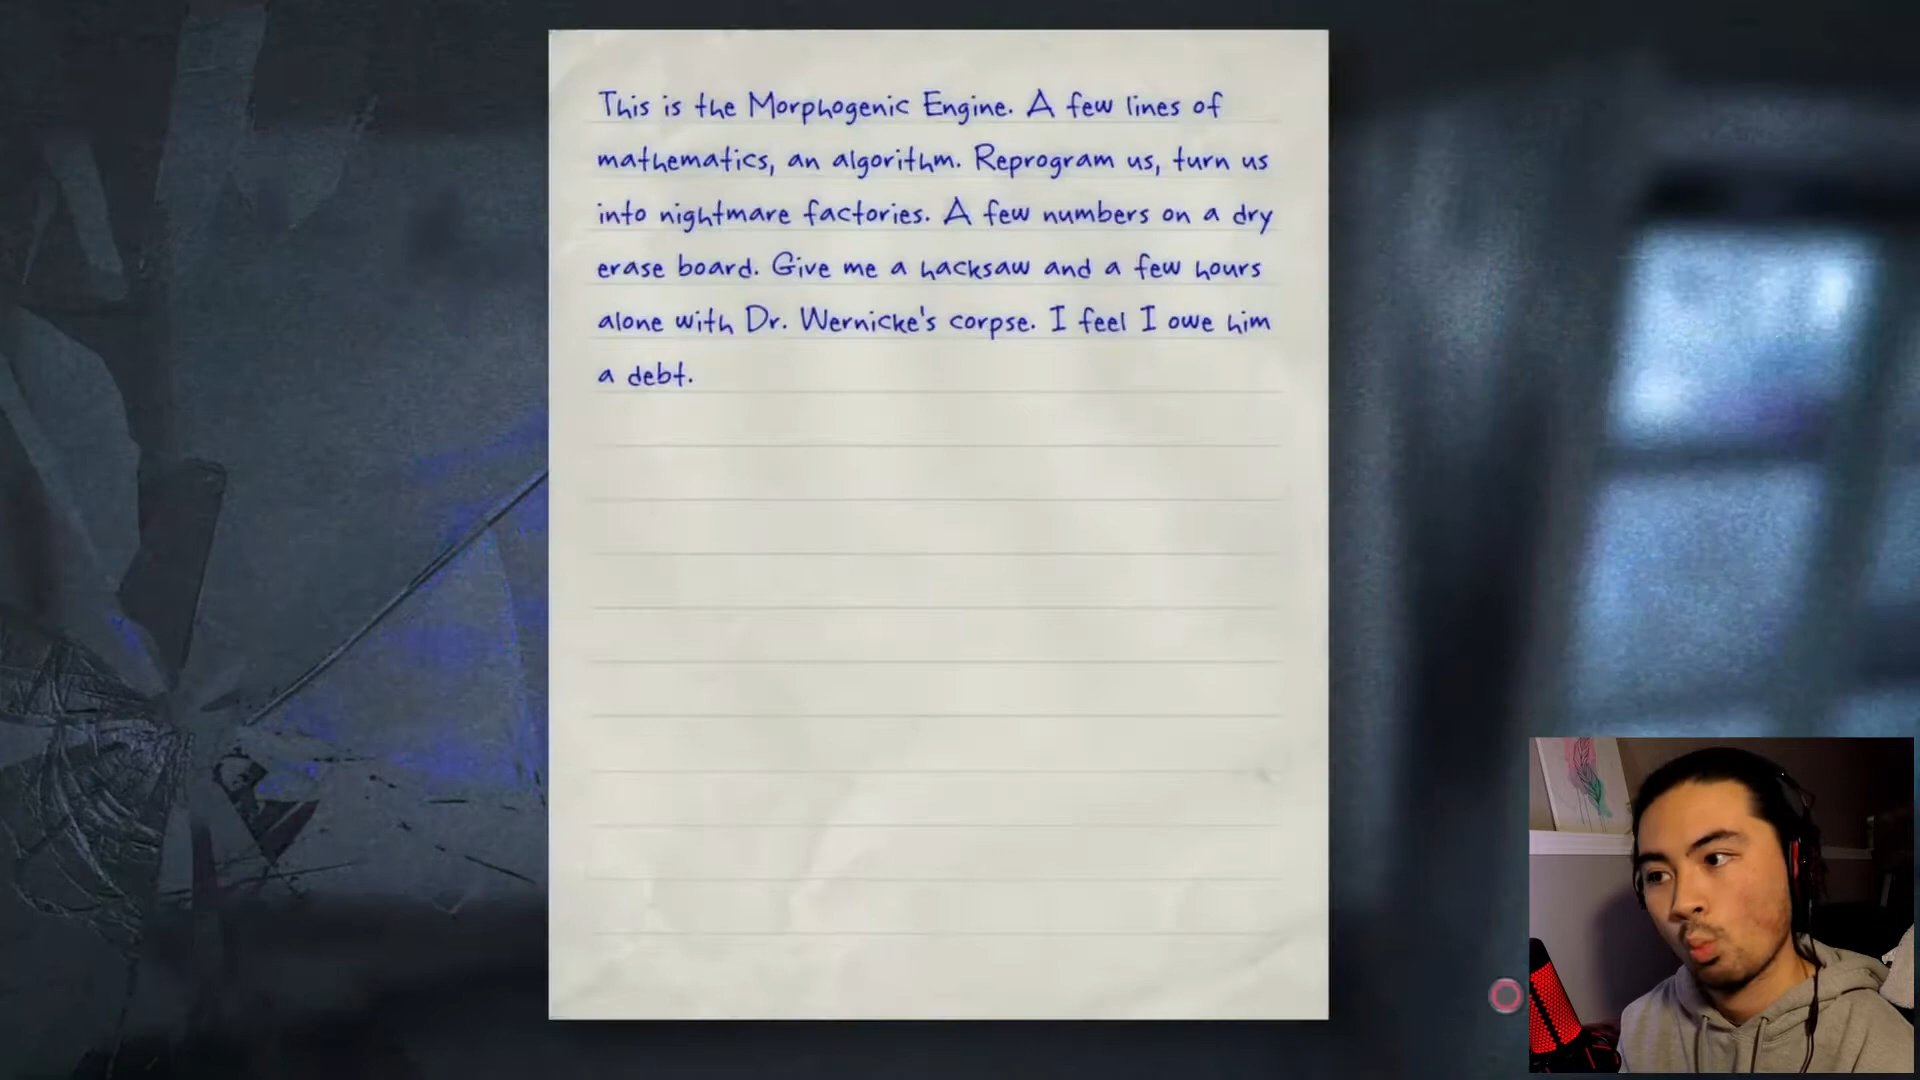 This is the Morphogenic Engine. A few lines of
mathematics, an algorithm. Reprogram us, turn us
into nightmare factories. A few numbers on a dry
erase board. Give me a hacksaw and a few hours
alone with Dr. Wernicke's corpse. I feel I owe him
a debt.